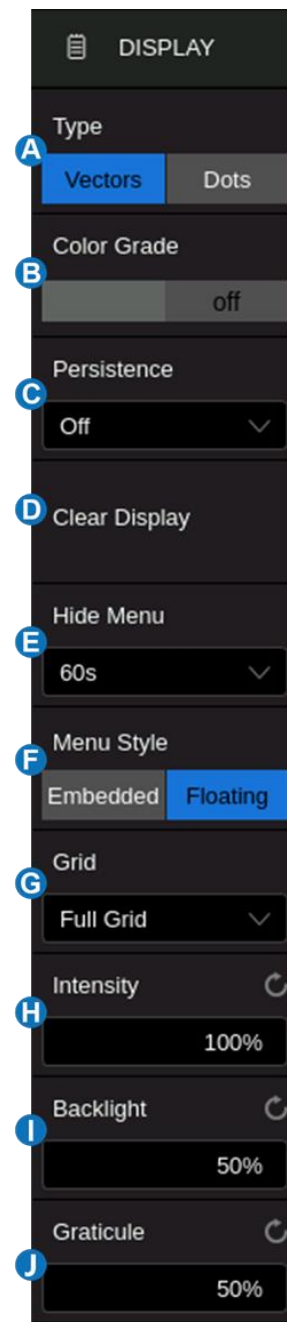 DISPLAY
Type
A
Vectors Dots
Color Grade
B
off
Persistence
C
Off
D
Clear Display
Hide Menu
E
60s
Menu Style
F
Embedded Floating
Grid
G
Full Grid
Intensity
H
100%
Backlight
I
50%
Graticule
J
50%